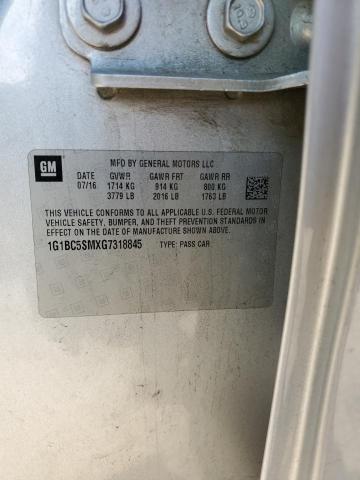 GM
MFD BY GENERAL MOTORS LLC
DATE GVWR GAWR FRT GAWR RR
07/16 1714 KG 914 KG 800 KG
3779 LB 2016 LB 1763 LB
THIS VEHICLE CONFORMS TO ALL APPLICABLE U.S. FEDERAL MOTOR
VEHICLE SAFETY, BUMPER, AND THEFT PREVENTION STANDARDS IN
EFFECT ON THE DATE OF MANUFACTURE SHOWN ABOVE.
1G1BC5SMXG7318845 TYPE: PASS CAR